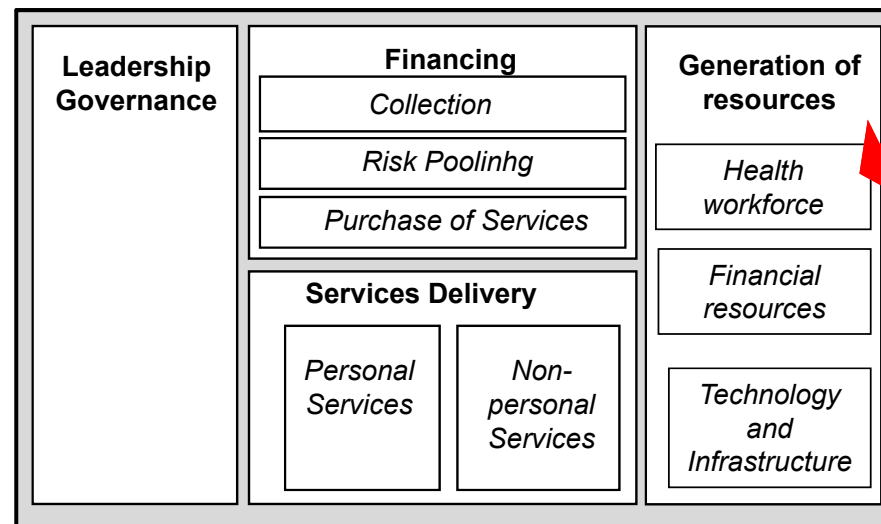 Leadership
Governance
Financing
Collection
Risk Poolinhg
Purchase of Services
Services Delivery
Personal
Services
Non-
personal
Services
Generation of
resources
Health
workforce
Financial
resources
Technology
and
Infrastructure